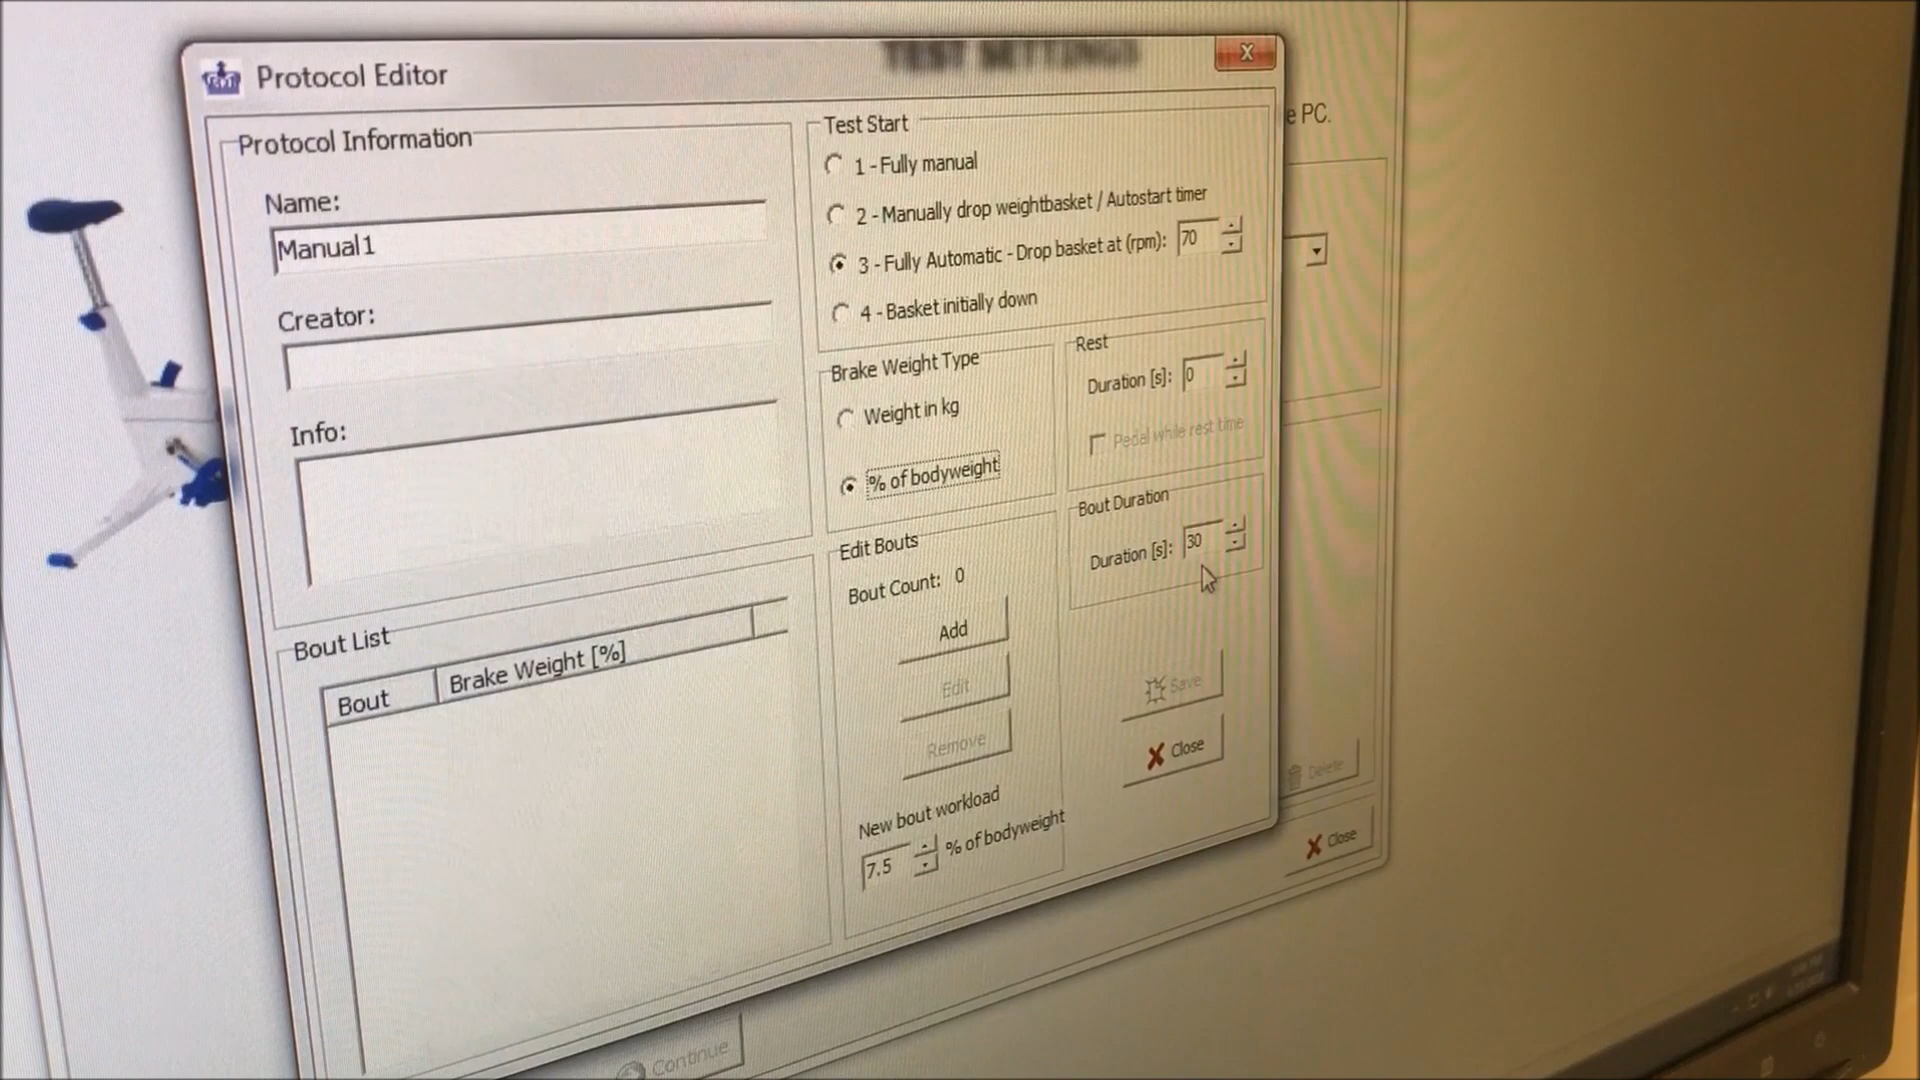 TEST SETTINGS
Protocol Editor
e PC.
Protocol Information
Name:
Manual1
Creator:
Info:
Test Start
1 - Fully manual
2 - Manually drop weightbasket / Autostart timer
3 - Fully Automatic - Drop basket at (rpm): 70
4 - Basket initially down
Brake Weight Type
Weight in kg
% of bodyweight
Rest
Duration [s]: 0
Pedal while rest time
Bout Duration
Duration [s]: 30
Edit Bouts
Bout Count: 0
Add
Edit
Remove
New bout workload
7.5 % of bodyweight
Save
Close
Bout List
Bout Brake Weight [%]
Delete
Close
Continue